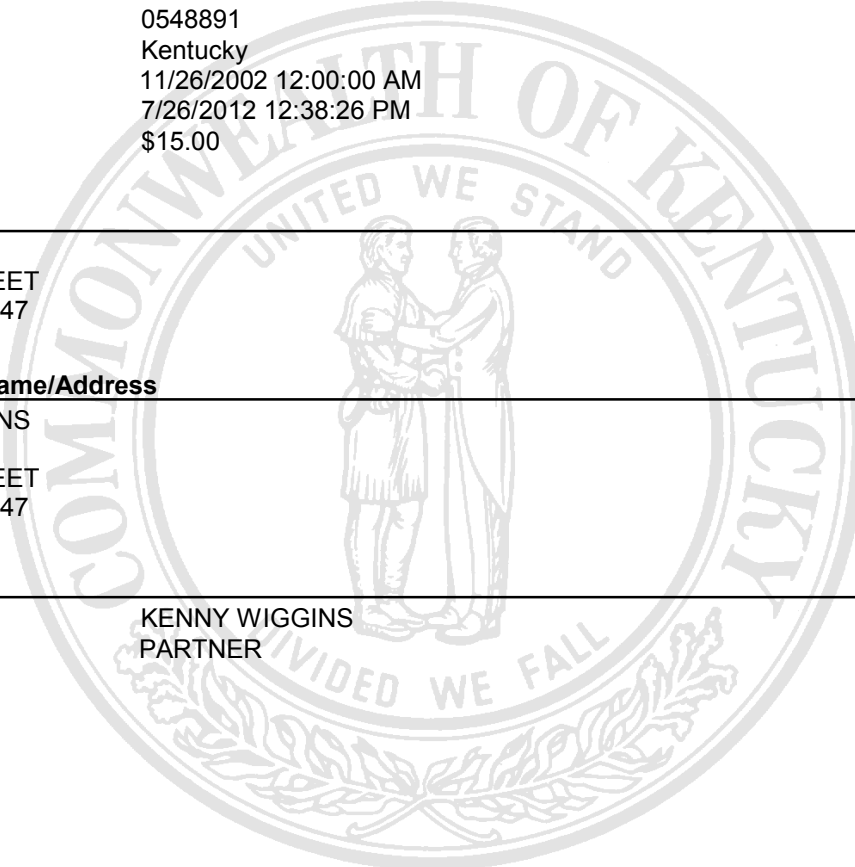 0548891
Kentucky
11/26/2002 12:00:00 AM
7/26/2012 12:38:26 PM
$15.00
EET
47
ame/Address
NS
EET
47
KENNY WIGGINS
PARTNER
COMMONWEALTH OF KENTUCKY
UNITED WE STAND
DIVIDED WE FALL